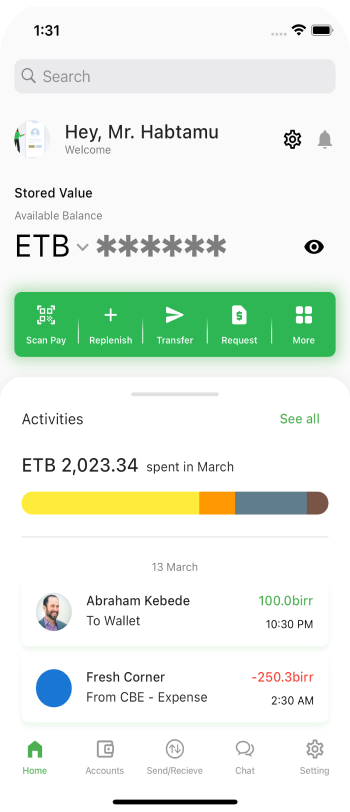 1:31
Search
Hey, Mr. Habtamu
Welcome
Stored Value
Available Balance
ETB ✱✱✱✱✱✱
Scan Pay Replenish Transfer Request More
Activities See all
ETB 2,023.34 spent in March
13 March
Abraham Kebede 100.0birr
To Wallet 10:30 PM
Fresh Corner -250.3birr
From CBE - Expense 2:30 AM
Home Accounts Send/Recieve Chat Setting